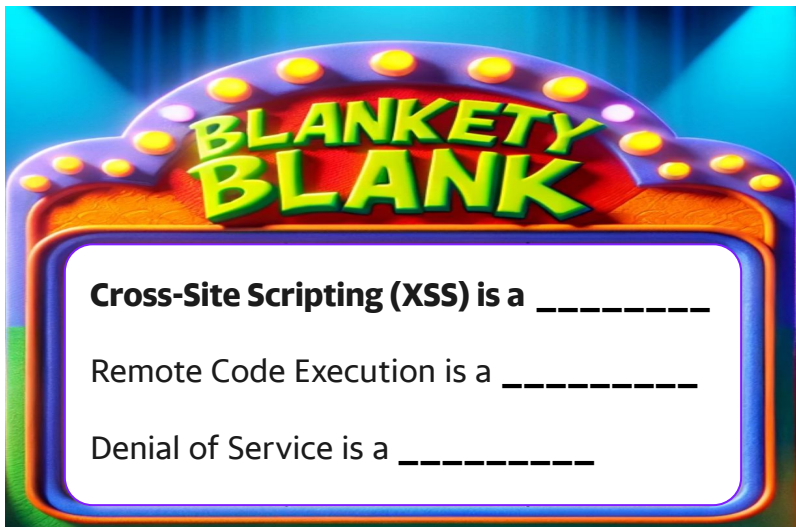 BLANKETY
BLANK
Cross-Site Scripting (XSS) is a ________
Remote Code Execution is a _________
Denial of Service is a _________